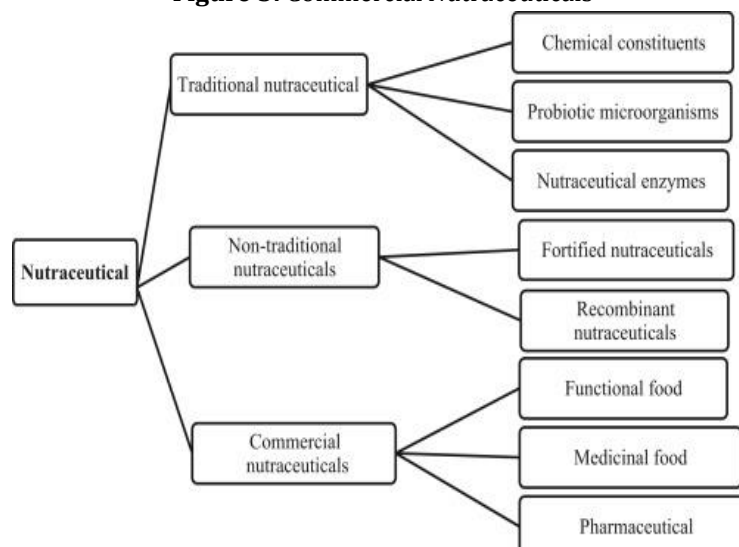 Chemical constituents
Traditional nutraceutical
Probiotic microorganisms
Nutraceutical enzymes
Non-traditional
nutraceuticals
Fortified nutraceuticals
Nutraceutical
Recombinant
nutraceuticals
Functional food
Commercial
nutraceuticals
Medicinal food
Pharmaceutical